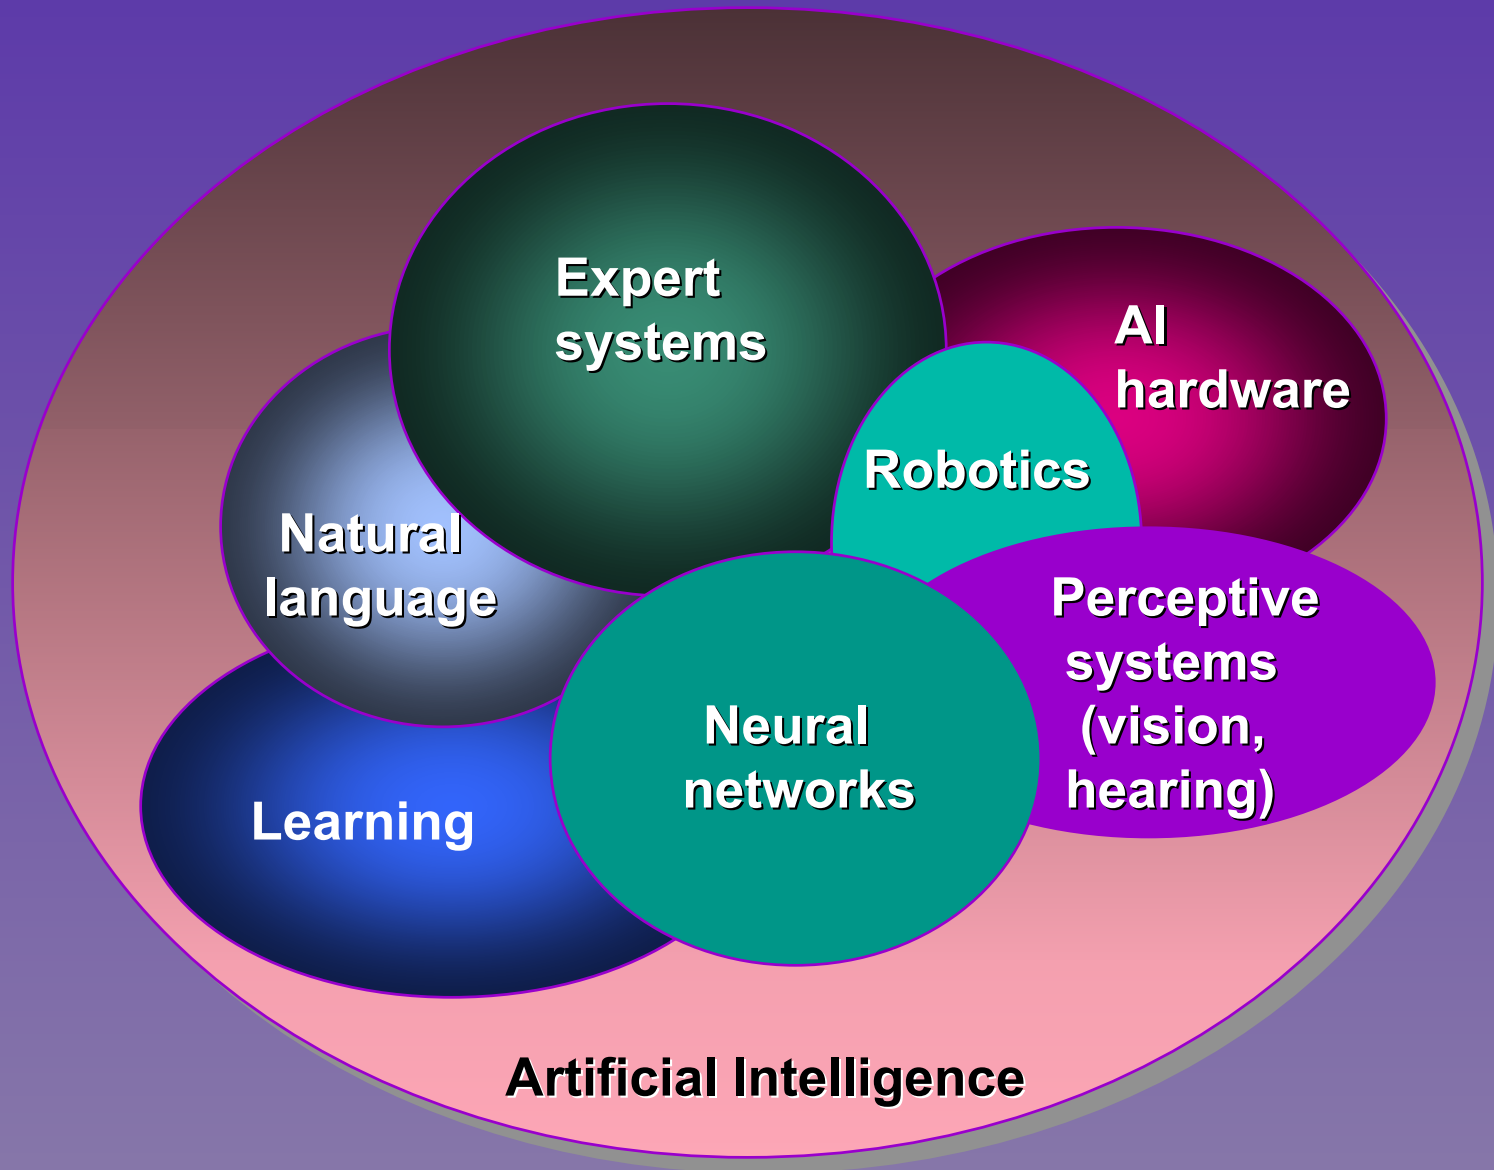 Expert
systems
AI
hardware
Robotics
Natural
language
Perceptive
systems
(vision,
hearing)
Neural
networks
Learning
Artificial Intelligence